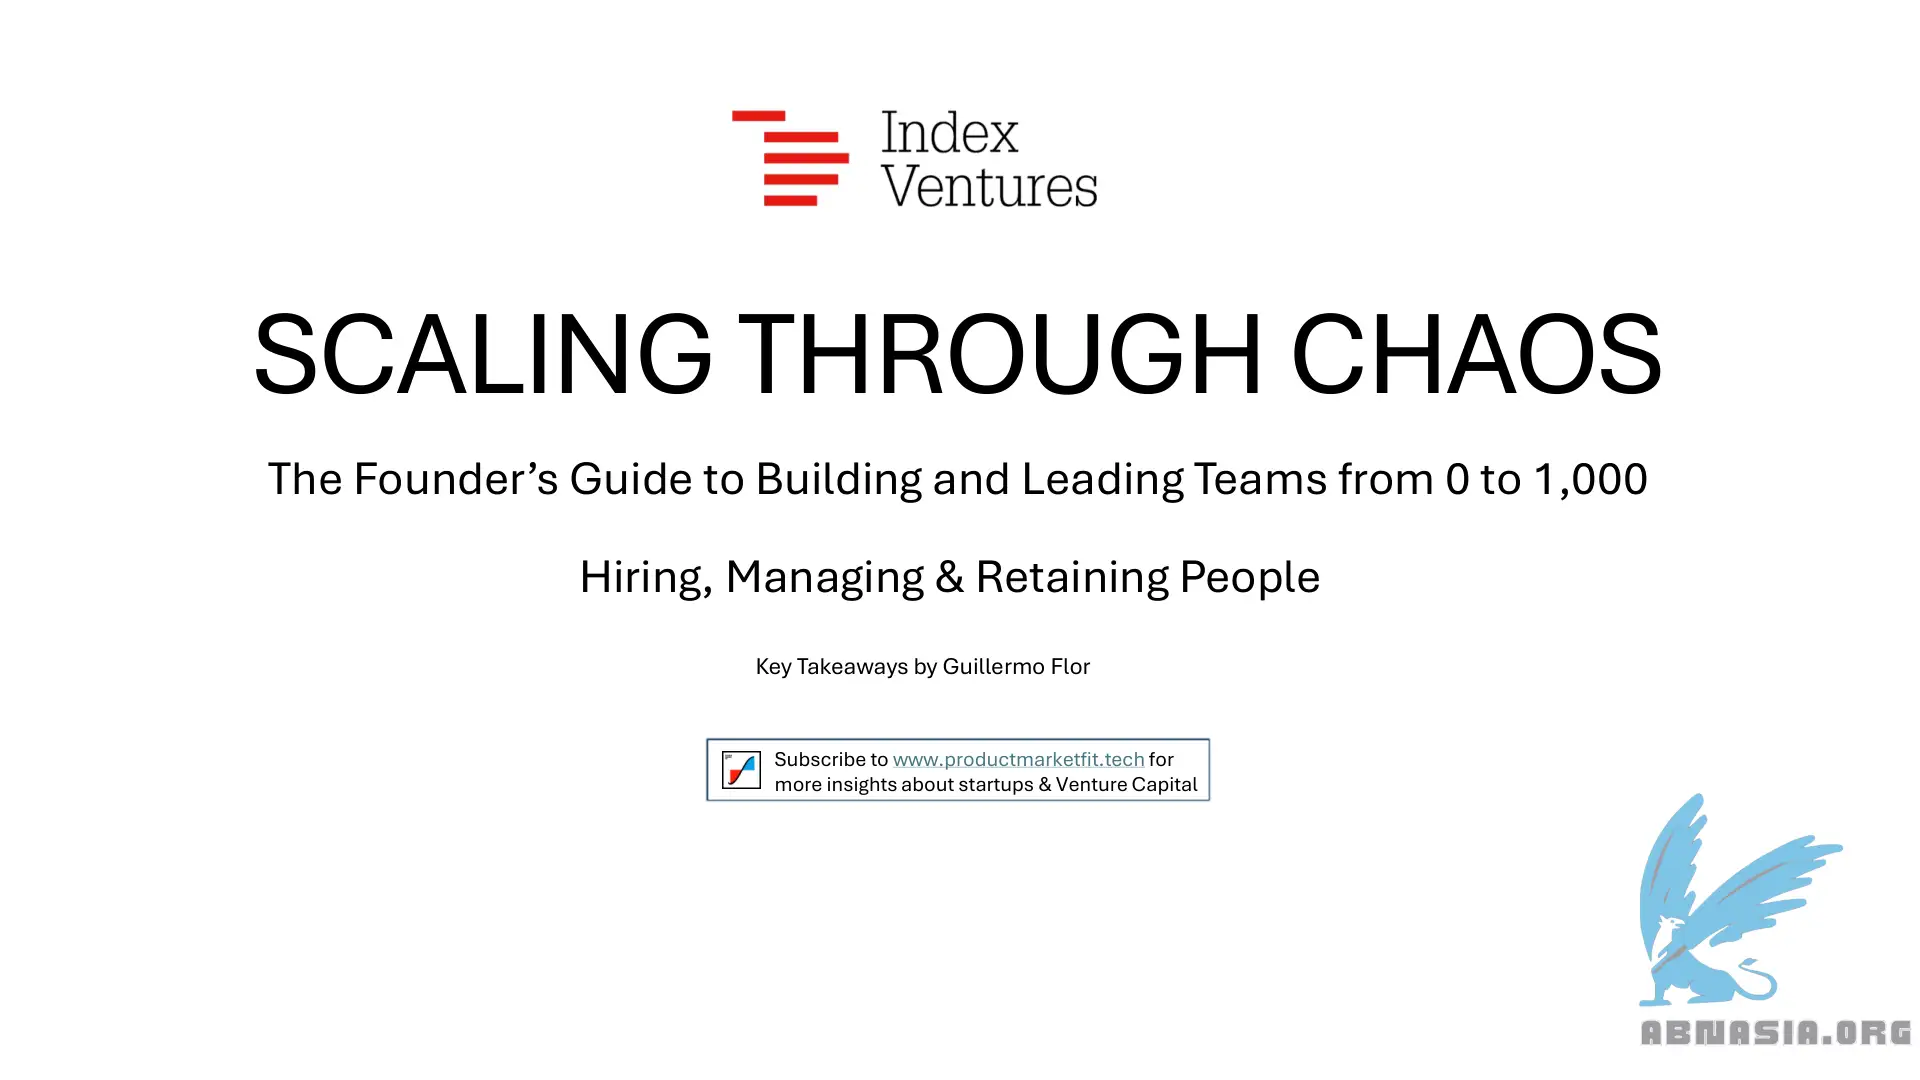 Index
Ventures
SCALING THROUGH CHAOS
The Founder’s Guide to Building and Leading Teams from 0 to 1,000
Hiring, Managing & Retaining People
Key Takeaways by Guillermo Flor
Subscribe to www.productmarketfit.tech for
more insights about startups & Venture Capital
ABNASIA.ORG